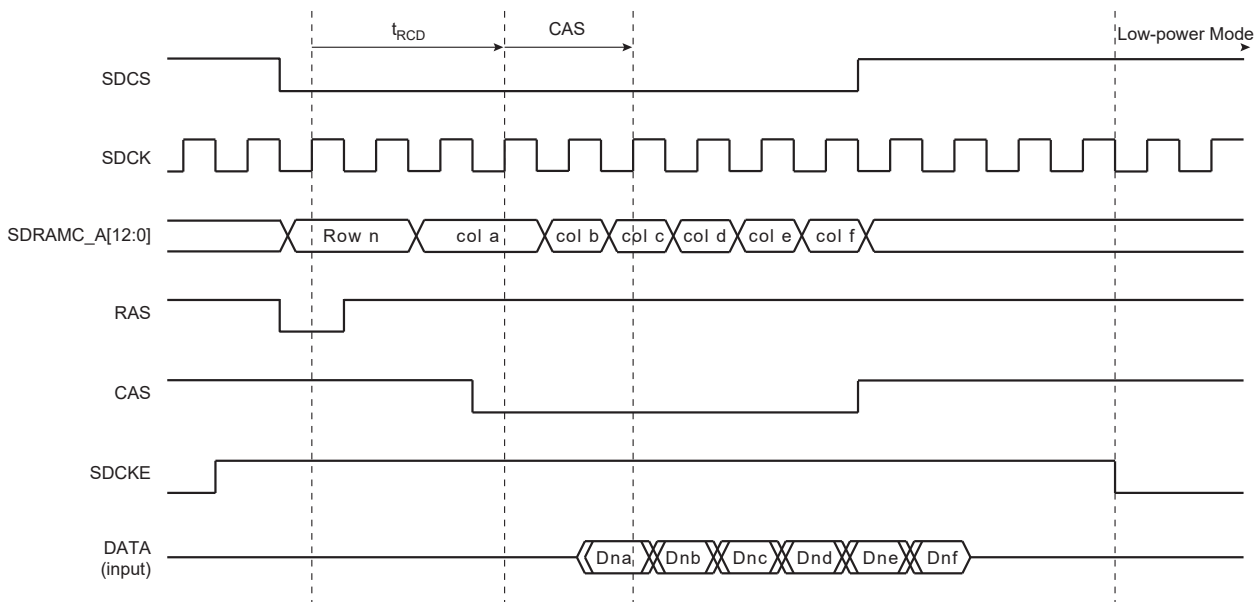 tRCD CAS Low-power Mode
SDCS
SDCK
SDRAMC_A[12:0] Row n col a col b col c col d col e col f
RAS
CAS
SDCKE
DATA
(input) Dna Dnb Dnc Dnd Dne Dnf